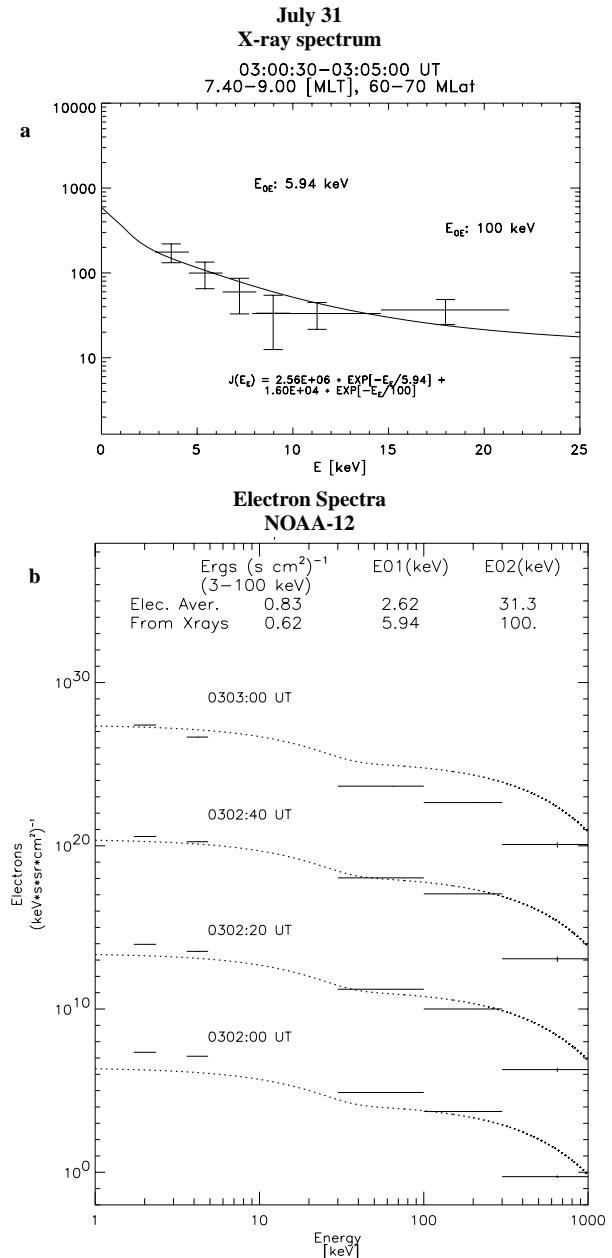 July 31
X-ray spectrum
03:00:30-03:05:00 UT
7.40-9.00 [MLT], 60-70 MLat
a
10000
1000
100
10
E_OE: 5.94 keV
E_OE: 100 keV
J(E_E) = 2.56E+06 * EXP[-E_E/5.94] +
1.60E+04 * EXP[-E_E/100]
0 5 10 15 20 25
E [keV]
Electron Spectra
NOAA-12
b
Ergs (s cm²)⁻¹ E01(keV) E02(keV)
(3-100 keV)
Elec. Aver. 0.83 2.62 31.3
From Xrays 0.62 5.94 100.
10³⁰
10²⁰
10¹⁰
10⁰
Electrons
(keV*s*sr*cm²)⁻¹
0303:00 UT
0302:40 UT
0302:20 UT
0302:00 UT
1 10 100 1000
Energy
[keV]